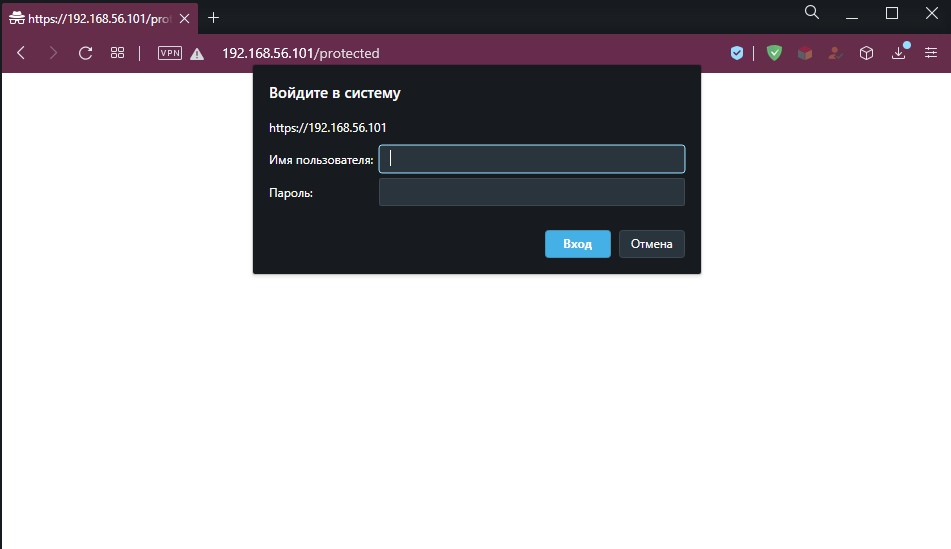 https://192.168.56.101/prot
VPN
192.168.56.101/protected
Войдите в систему
https://192.168.56.101
Имя пользователя:
Пароль:
Вход
Отмена